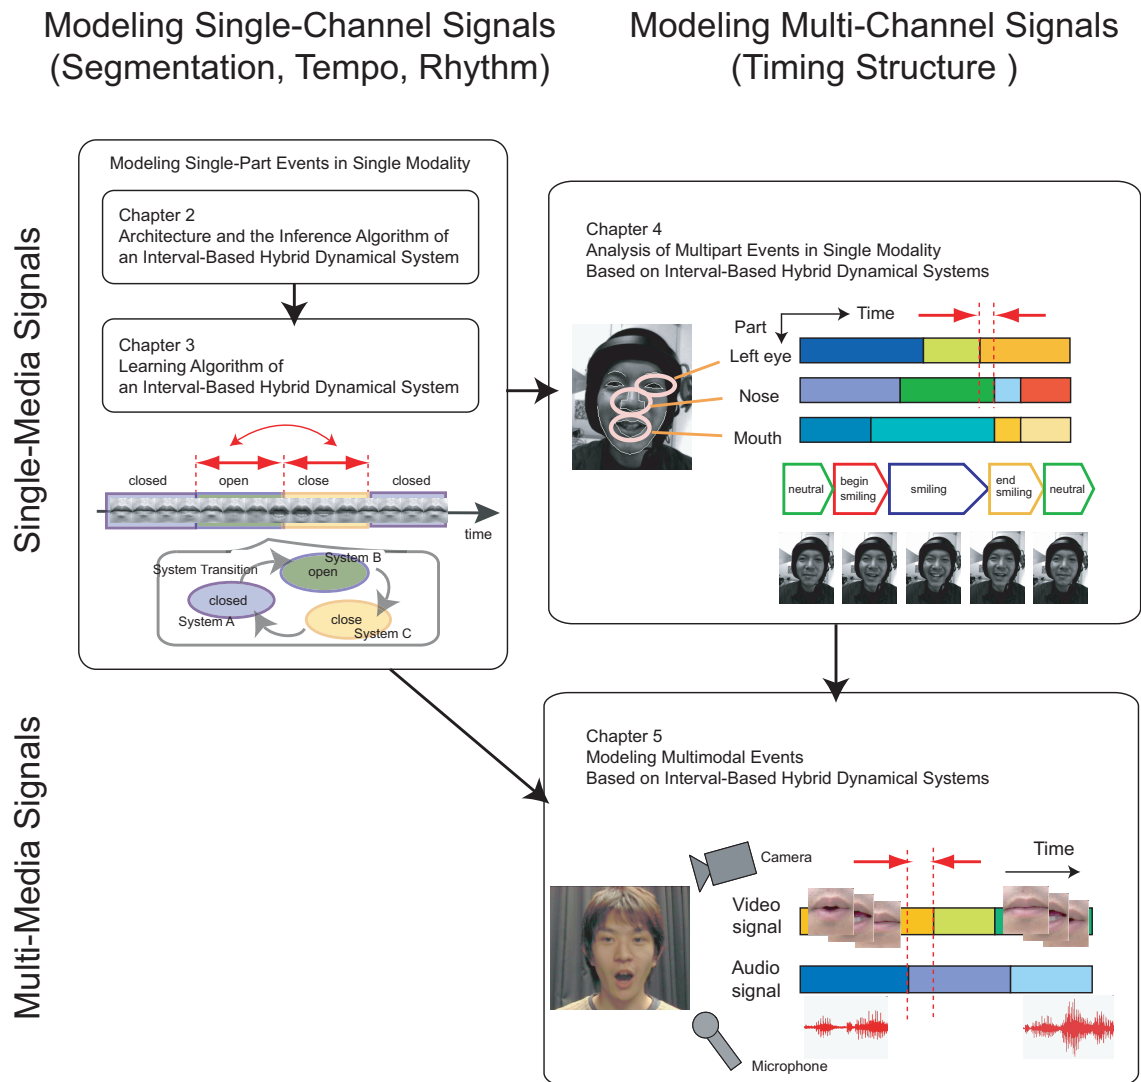 Modeling Single-Channel Signals
(Segmentation, Tempo, Rhythm)
Modeling Multi-Channel Signals
(Timing Structure )
Single-Media Signals
Multi-Media Signals
Modeling Single-Part Events in Single Modality
Chapter 2
Architecture and the Inference Algorithm of
an Interval-Based Hybrid Dynamical System
Chapter 3
Learning Algorithm of
an Interval-Based Hybrid Dynamical System
closed
open
close
closed
time
System Transition
System B
open
closed
System A
close
System C
Chapter 4
Analysis of Multipart Events in Single Modality
Based on Interval-Based Hybrid Dynamical Systems
Time
Part
Left eye
Nose
Mouth
neutral
begin
smiling
smiling
end
smiling
neutral
Chapter 5
Modeling Multimodal Events
Based on Interval-Based Hybrid Dynamical Systems
Camera
Time
Video
signal
Audio
signal
Microphone